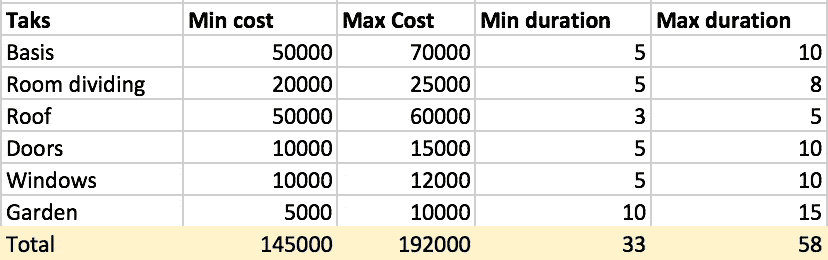 Taks Min cost Max Cost Min duration Max duration
Basis 50000 70000 5 10
Room dividing 20000 25000 5 8
Roof 50000 60000 3 5
Doors 10000 15000 5 10
Windows 10000 12000 5 10
Garden 5000 10000 10 15
Total 145000 192000 33 58